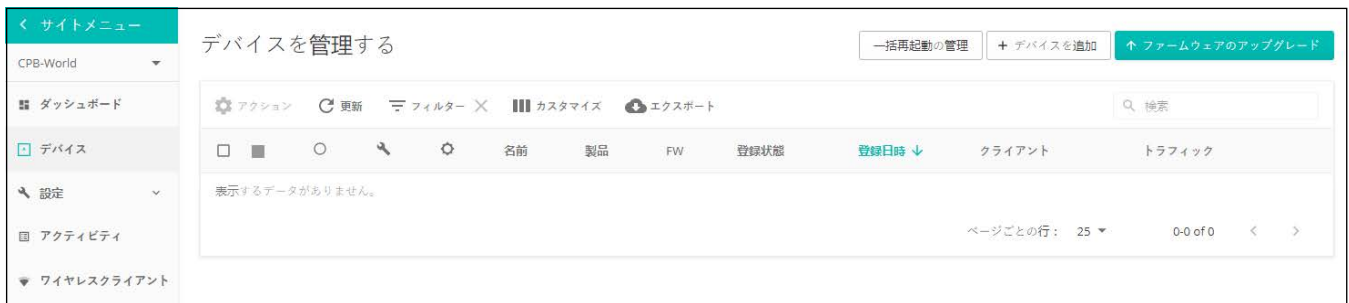 サイトメニュー
CPB-World
ダッシュボード
デバイス
設定
アクティビティ
ワイヤレスクライアント
デバイスを管理する
一括再起動の管理
+ デバイスを追加
ファームウェアのアップグレード
アクション 更新 フィルター カスタマイズ エクスポート 検索
名前 製品 FW 登録状態 登録日時 クライアント トラフィック
表示するデータがありません。
ページごとの行： 25 0-0 of 0